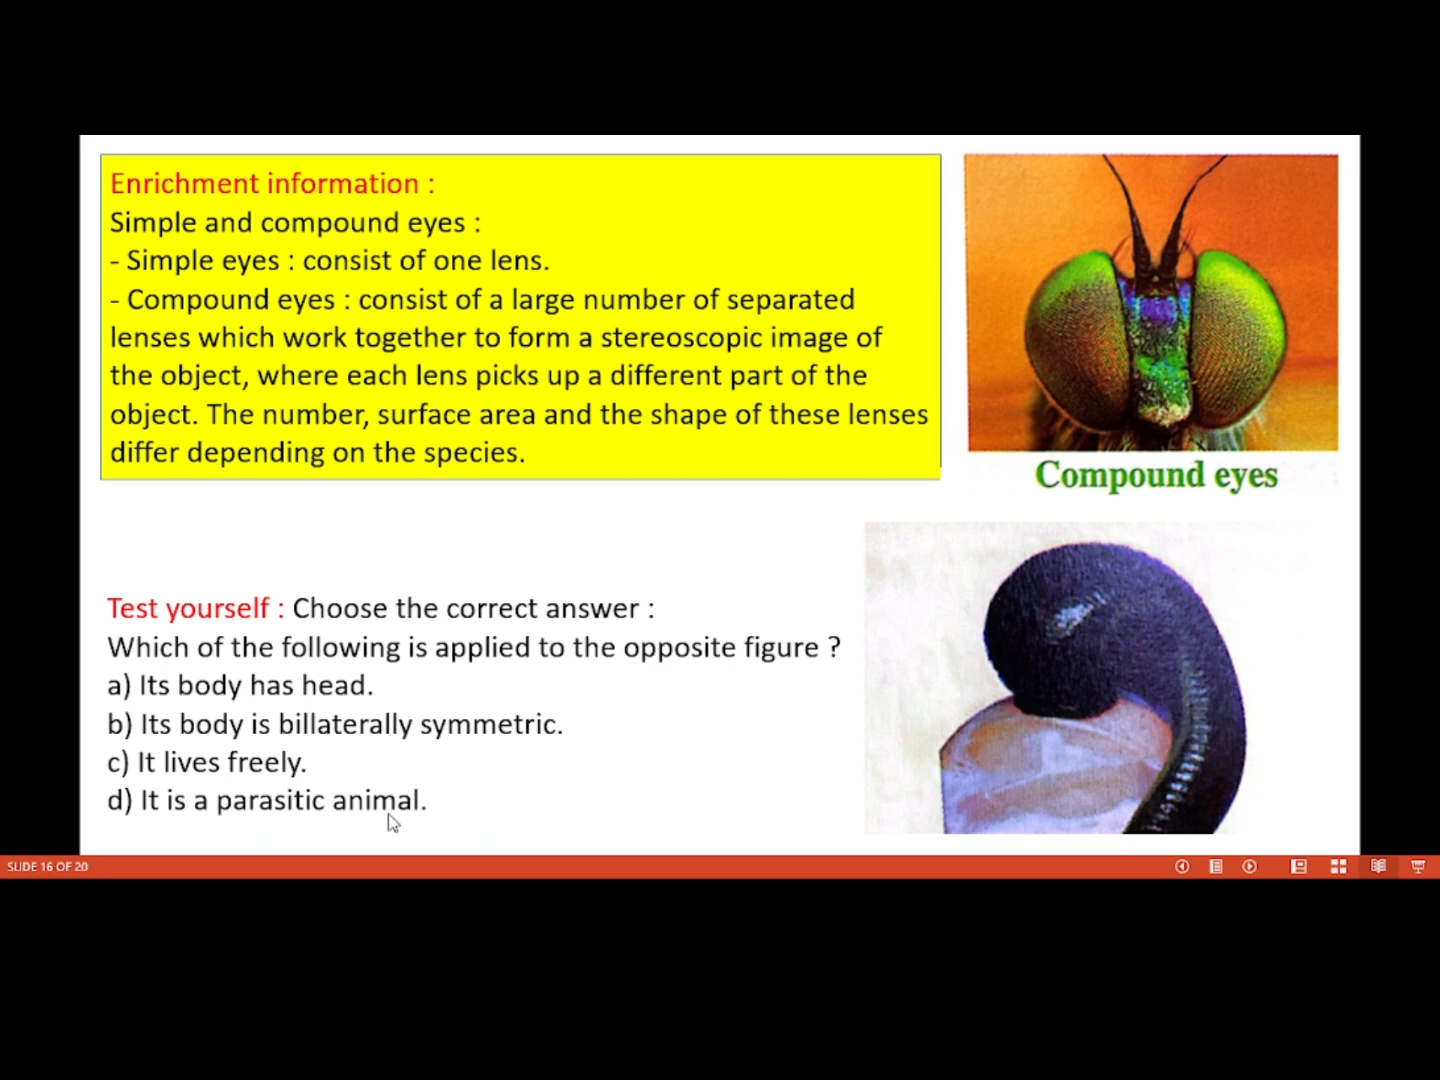 Enrichment information :
Simple and compound eyes :
- Simple eyes : consist of one lens.
- Compound eyes : consist of a large number of separated
lenses which work together to form a stereoscopic image of
the object, where each lens picks up a different part of the
object. The number, surface area and the shape of these lenses
differ depending on the species.
Compound eyes
Test yourself : Choose the correct answer :
Which of the following is applied to the opposite figure ?
a) Its body has head.
b) Its body is billaterally symmetric.
c) It lives freely.
d) It is a parasitic animal.
SLIDE 16 OF 20